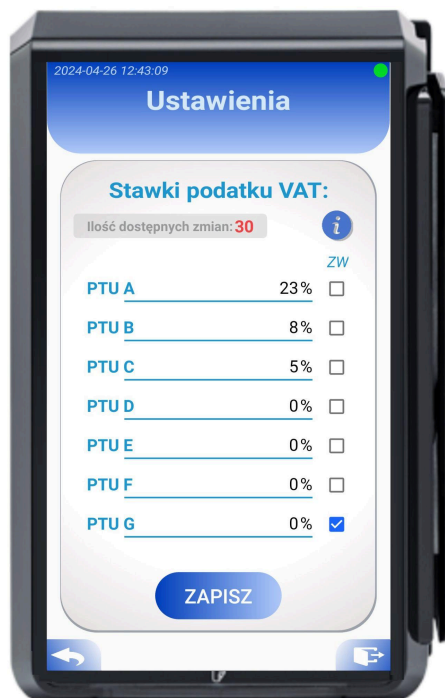 2024-04-26 12:43:09
Ustawienia
Stawki podatku VAT:
Ilość dostępnych zmian: 30
i
ZW
PTU A 23%
PTU B 8%
PTU C 5%
PTU D 0%
PTU E 0%
PTU F 0%
PTU G 0%
ZAPISZ